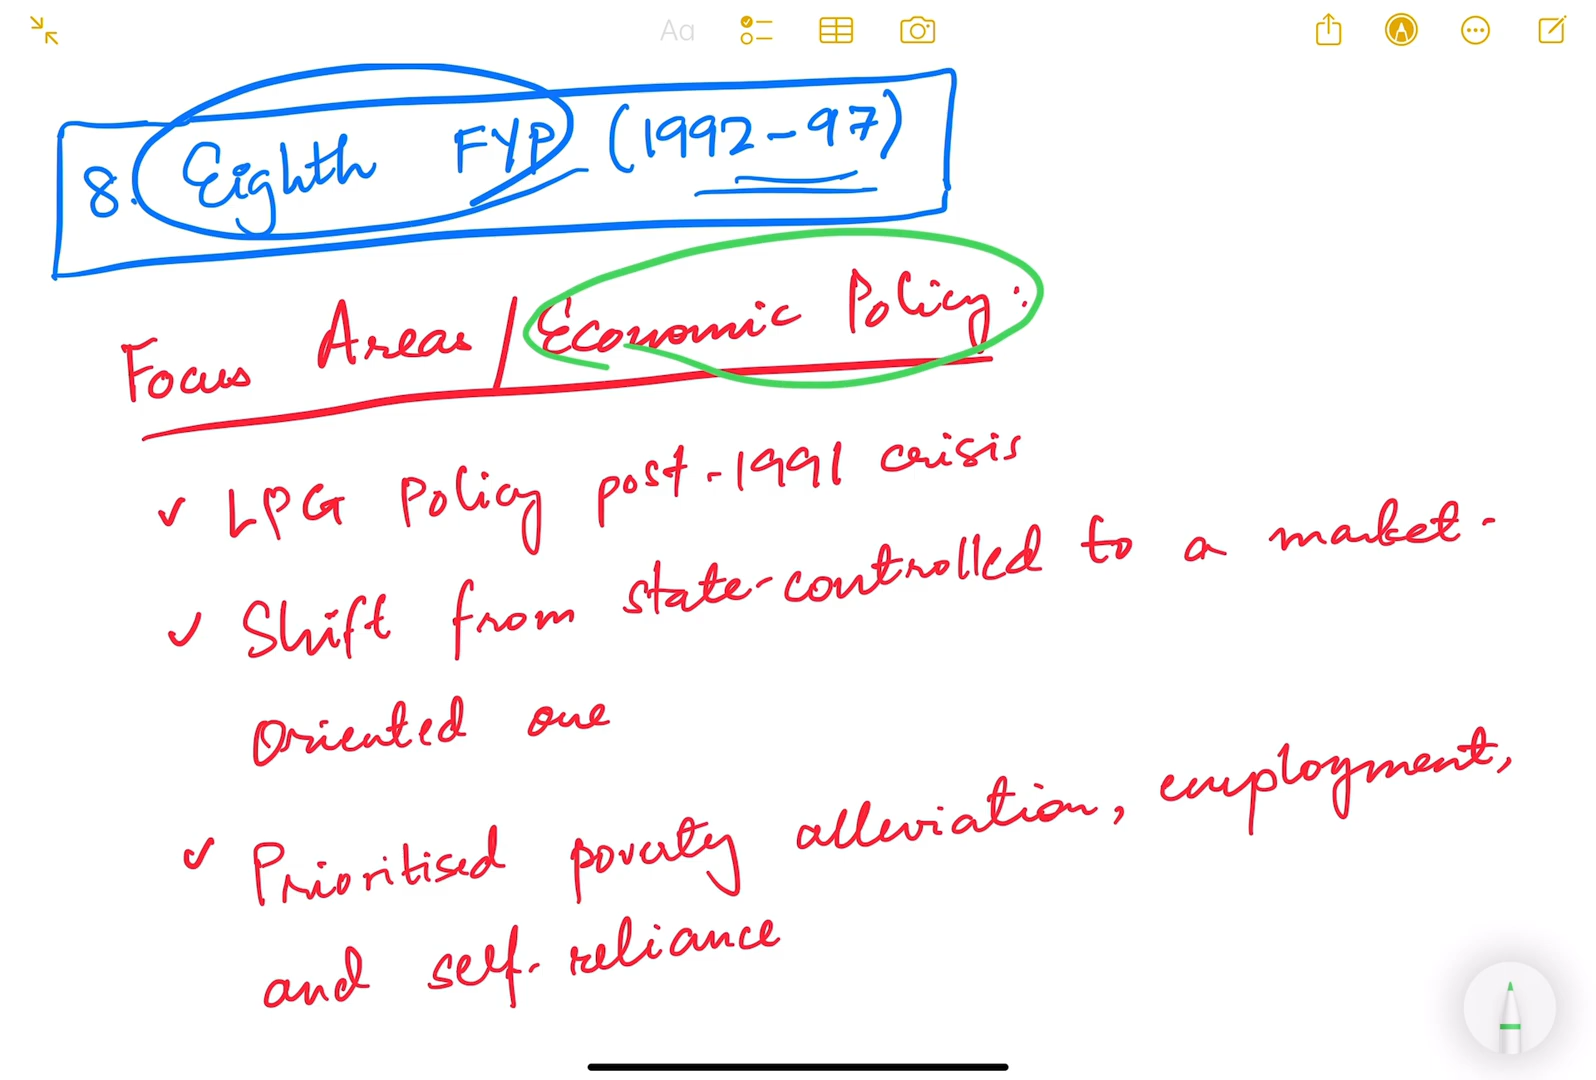 Aa
8. Eighth FYP (1992-97)
Focus Areas / Economic Policy:
LPG Policy post-1991 crisis
Shift from state-controlled to a market-
Oriented one
Prioritised poverty alleviation, employment,
and self-reliance